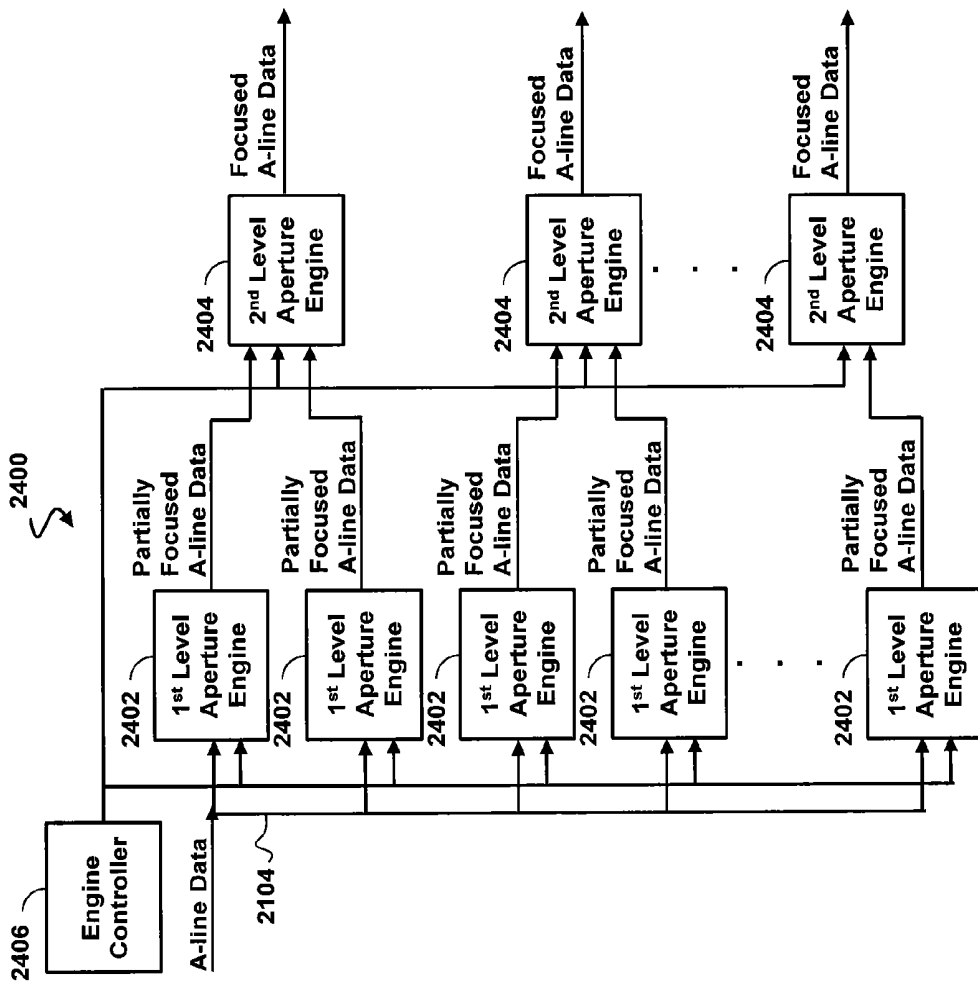 2400
2406
Engine
Controller
A-line Data
2104
2402
1st Level
Aperture
Engine
Partially
Focused
A-line Data
2402
1st Level
Aperture
Engine
Partially
Focused
A-line Data
2404
2nd Level
Aperture
Engine
Focused
A-line Data
2402
1st Level
Aperture
Engine
Partially
Focused
A-line Data
2402
1st Level
Aperture
Engine
Partially
Focused
A-line Data
2404
2nd Level
Aperture
Engine
Focused
A-line Data
. . .
. . .
2402
1st Level
Aperture
Engine
Partially
Focused
A-line Data
2404
2nd Level
Aperture
Engine
Focused
A-line Data